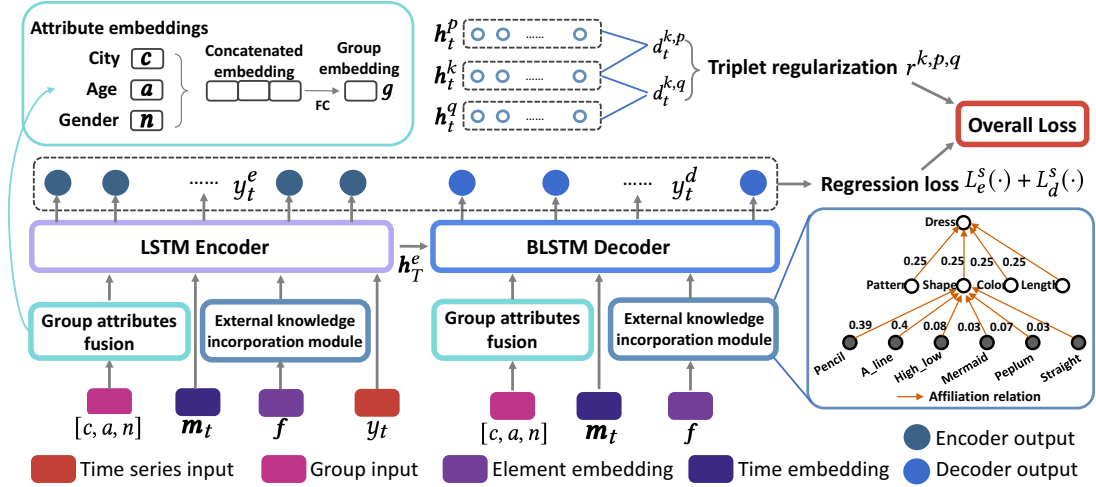 Attribute embeddings
City c
Age a
Gender n
Concatenated
embedding
FC
Group
embedding
g
h_t^p ......
h_t^k ......
h_t^q ......
d_t^{k,p}
d_t^{k,q}
Triplet regularization r^{k,p,q}
Overall Loss
...... y_t^e
...... y_t^d
Regression loss L_e^s(·) + L_d^s(·)
LSTM Encoder
h_T^e
BLSTM Decoder
Group attributes
fusion
External knowledge
incorporation module
Group attributes
fusion
External knowledge
incorporation module
[c, a, n]
m_t
f
y_t
[c, a, n]
m_t
f
Dress
0.25 0.25 0.25 0.25
Pattern Shape Color Length
0.39 0.4 0.08 0.03 0.07 0.03
Pencil A_line High_low Mermaid Peplum Straight
Affiliation relation
Time series input
Group input
Element embedding
Time embedding
Encoder output
Decoder output